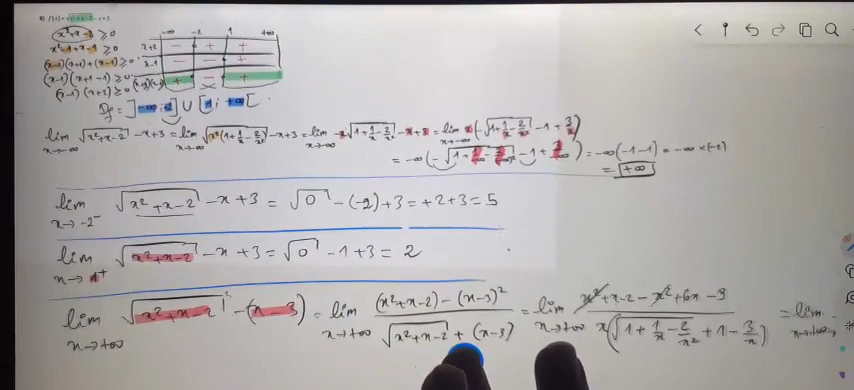 f(x) = √x²+x-2 - x+3
x²+x-2 ≥ 0
x²-1+x-1 ≥ 0
(x-1)(x+1)+(x-1) ≥ 0
(x-1)(x+1+1) ≥ 0
(x-1)(x+2) ≥ 0
-∞ -2 1 +∞
x+2 - + +
x-1 - - +
+ - +
Df = ]-∞; -2] ∪ [1; +∞[
lim x→-∞ √x²+x-2 - x+3 = lim x→-∞ √x²(1+1/x-2/x²) - x+3 = lim x→-∞ -x√1+1/x-2/x² - x+3 = lim x→-∞ x(-√1+1/x-2/x² - 1 + 3/x)
= -∞(-1-1) = -∞×(-2)
= +∞
lim x→-2⁻ √x²+x-2 - x+3 = √0 - (-2)+3 = +2+3 = 5
lim x→1⁺ √x²+x-2 - x+3 = √0 - 1+3 = 2
lim x→+∞ √x²+x-2 - (x-3) = lim x→+∞ (x²+x-2) - (x-3)² / √x²+x-2 + (x-3) = lim x→+∞ x²+x-2-x²+6x-9 / x(√1+1/x-2/x² + 1 - 3/x) = lim x→+∞